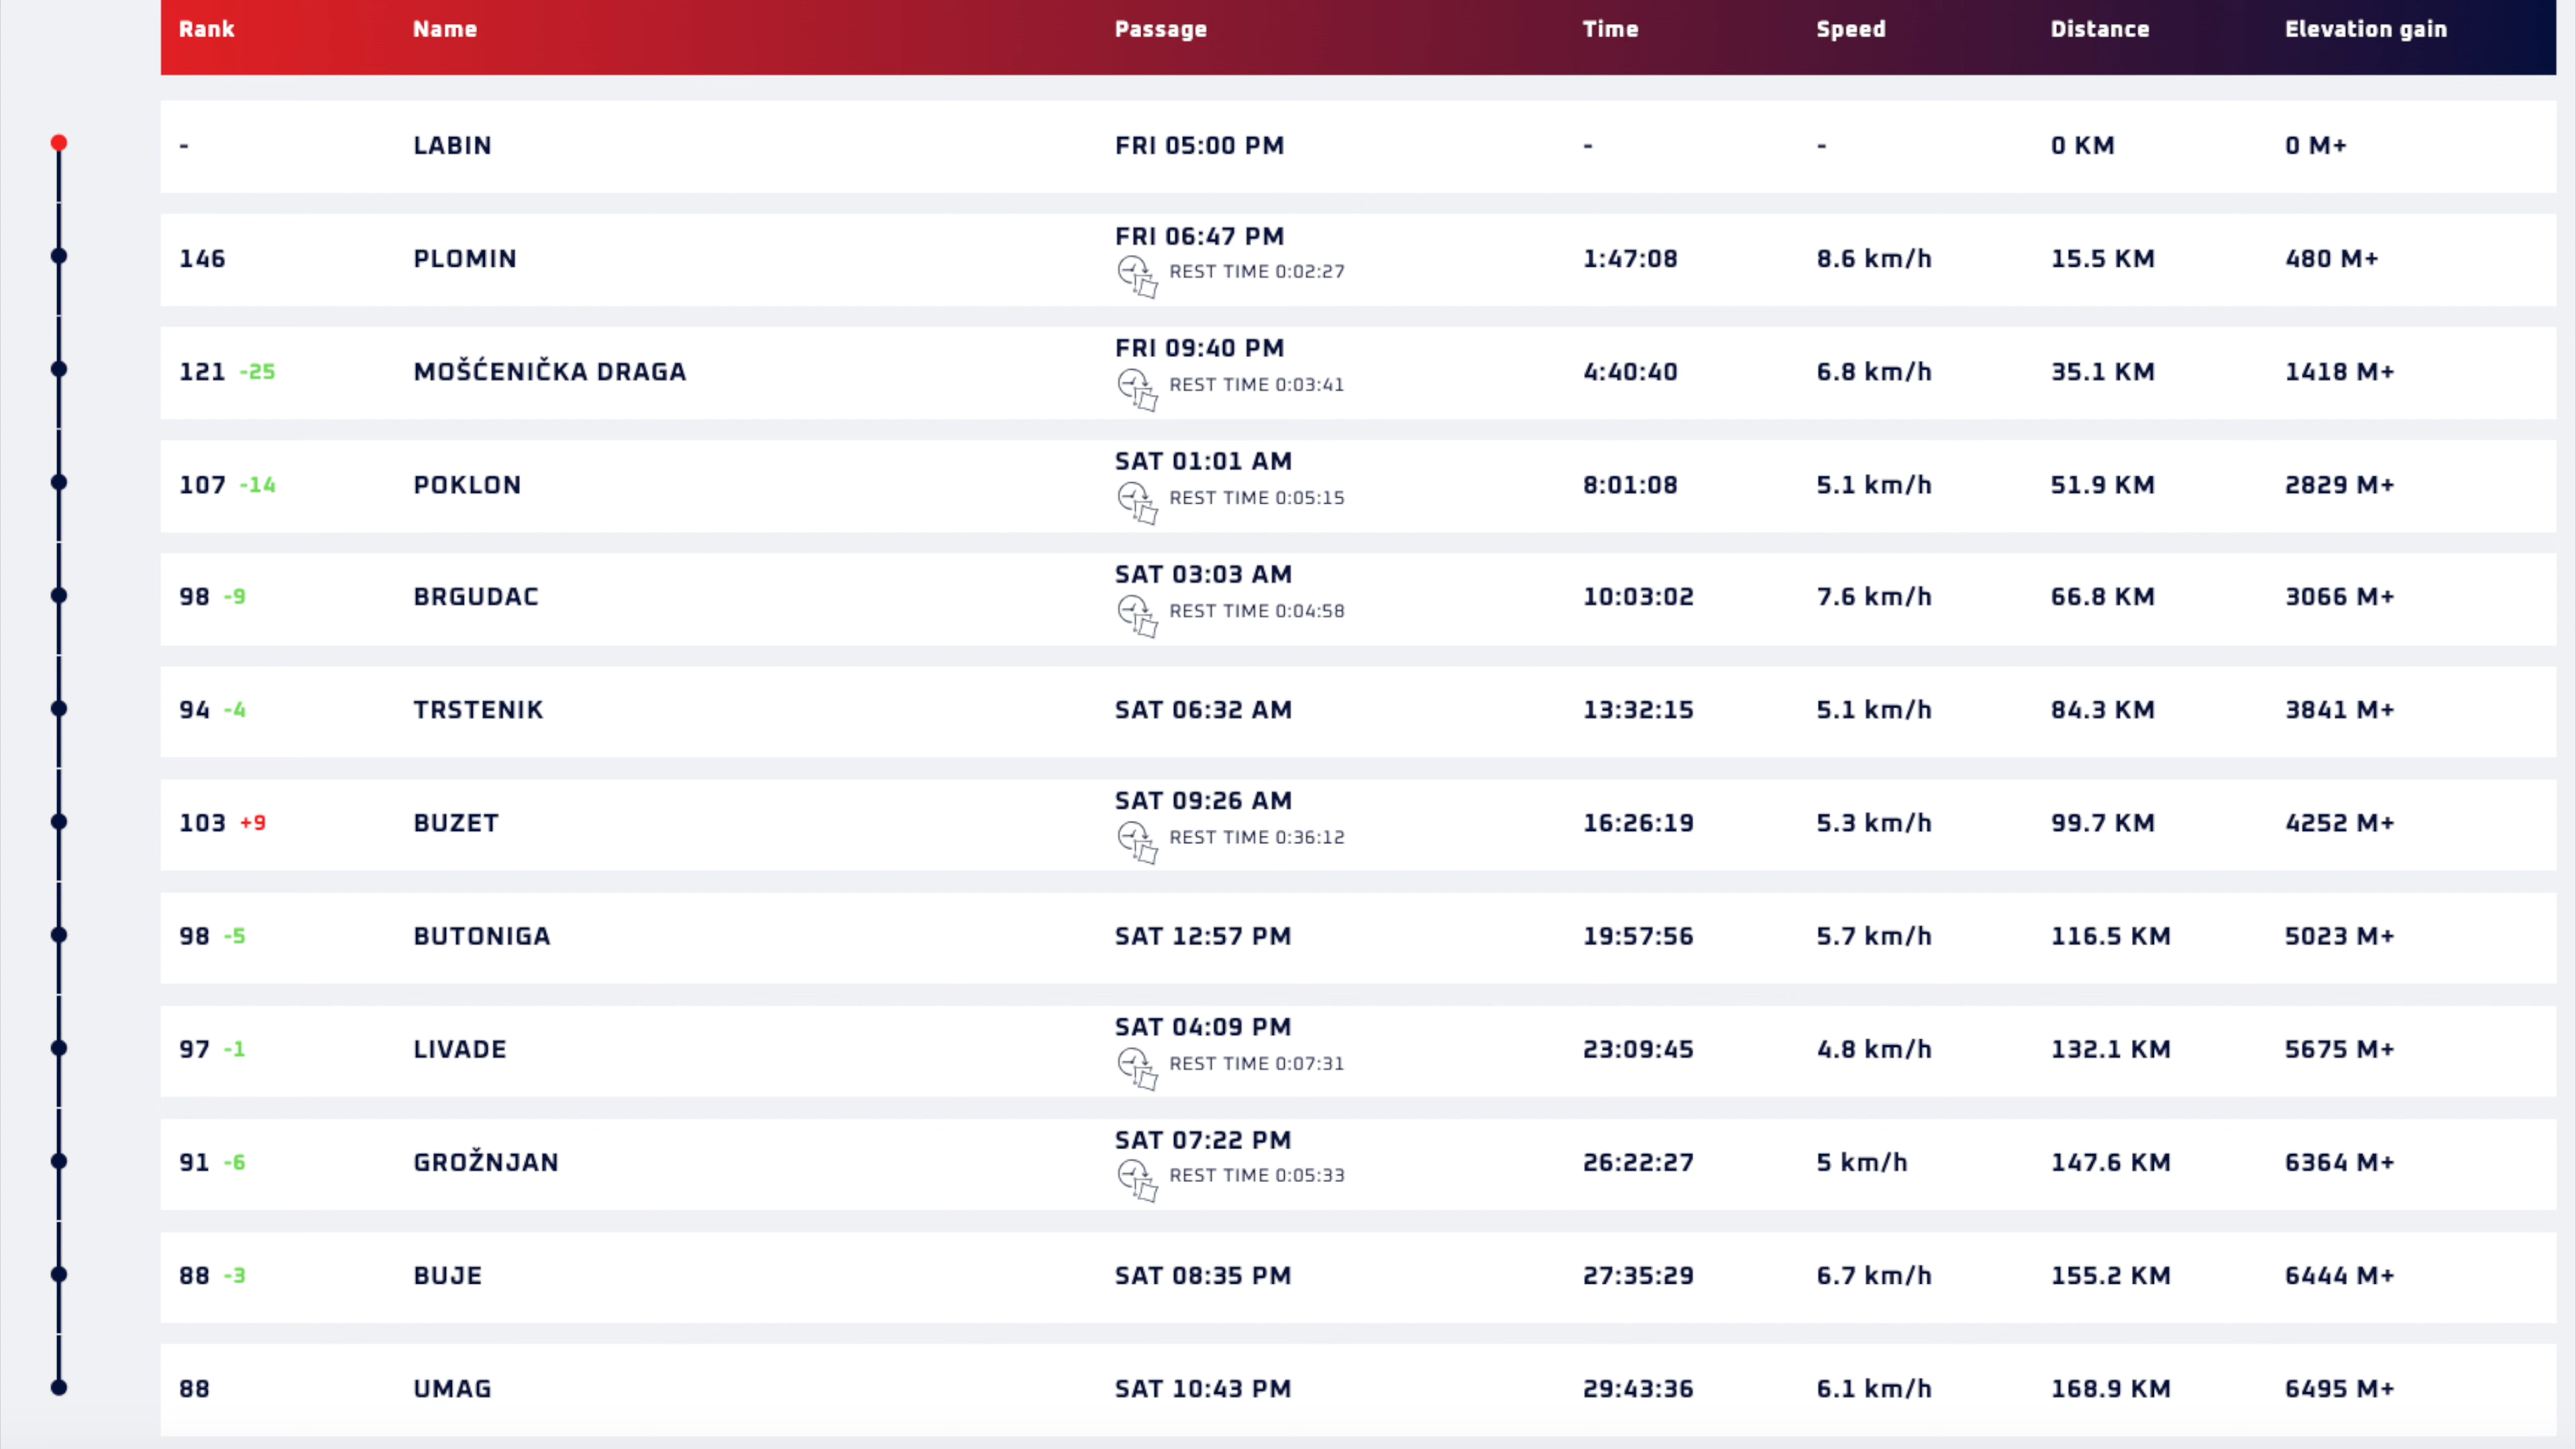 Rank Name Passage Time Speed Distance Elevation gain
- LABIN FRI 05:00 PM - - 0 KM 0 M+
146 PLOMIN FRI 06:47 PM 1:47:08 8.6 km/h 15.5 KM 480 M+
REST TIME 0:02:27
121 -25 MOŠĆENIČKA DRAGA FRI 09:40 PM 4:40:40 6.8 km/h 35.1 KM 1418 M+
REST TIME 0:03:41
107 -14 POKLON SAT 01:01 AM 8:01:08 5.1 km/h 51.9 KM 2829 M+
REST TIME 0:05:15
98 -9 BRGUDAC SAT 03:03 AM 10:03:02 7.6 km/h 66.8 KM 3066 M+
REST TIME 0:04:58
94 -4 TRSTENIK SAT 06:32 AM 13:32:15 5.1 km/h 84.3 KM 3841 M+
103 +9 BUZET SAT 09:26 AM 16:26:19 5.3 km/h 99.7 KM 4252 M+
REST TIME 0:36:12
98 -5 BUTONIGA SAT 12:57 PM 19:57:56 5.7 km/h 116.5 KM 5023 M+
97 -1 LIVADE SAT 04:09 PM 23:09:45 4.8 km/h 132.1 KM 5675 M+
REST TIME 0:07:31
91 -6 GROŽNJAN SAT 07:22 PM 26:22:27 5 km/h 147.6 KM 6364 M+
REST TIME 0:05:33
88 -3 BUJE SAT 08:35 PM 27:35:29 6.7 km/h 155.2 KM 6444 M+
88 UMAG SAT 10:43 PM 29:43:36 6.1 km/h 168.9 KM 6495 M+